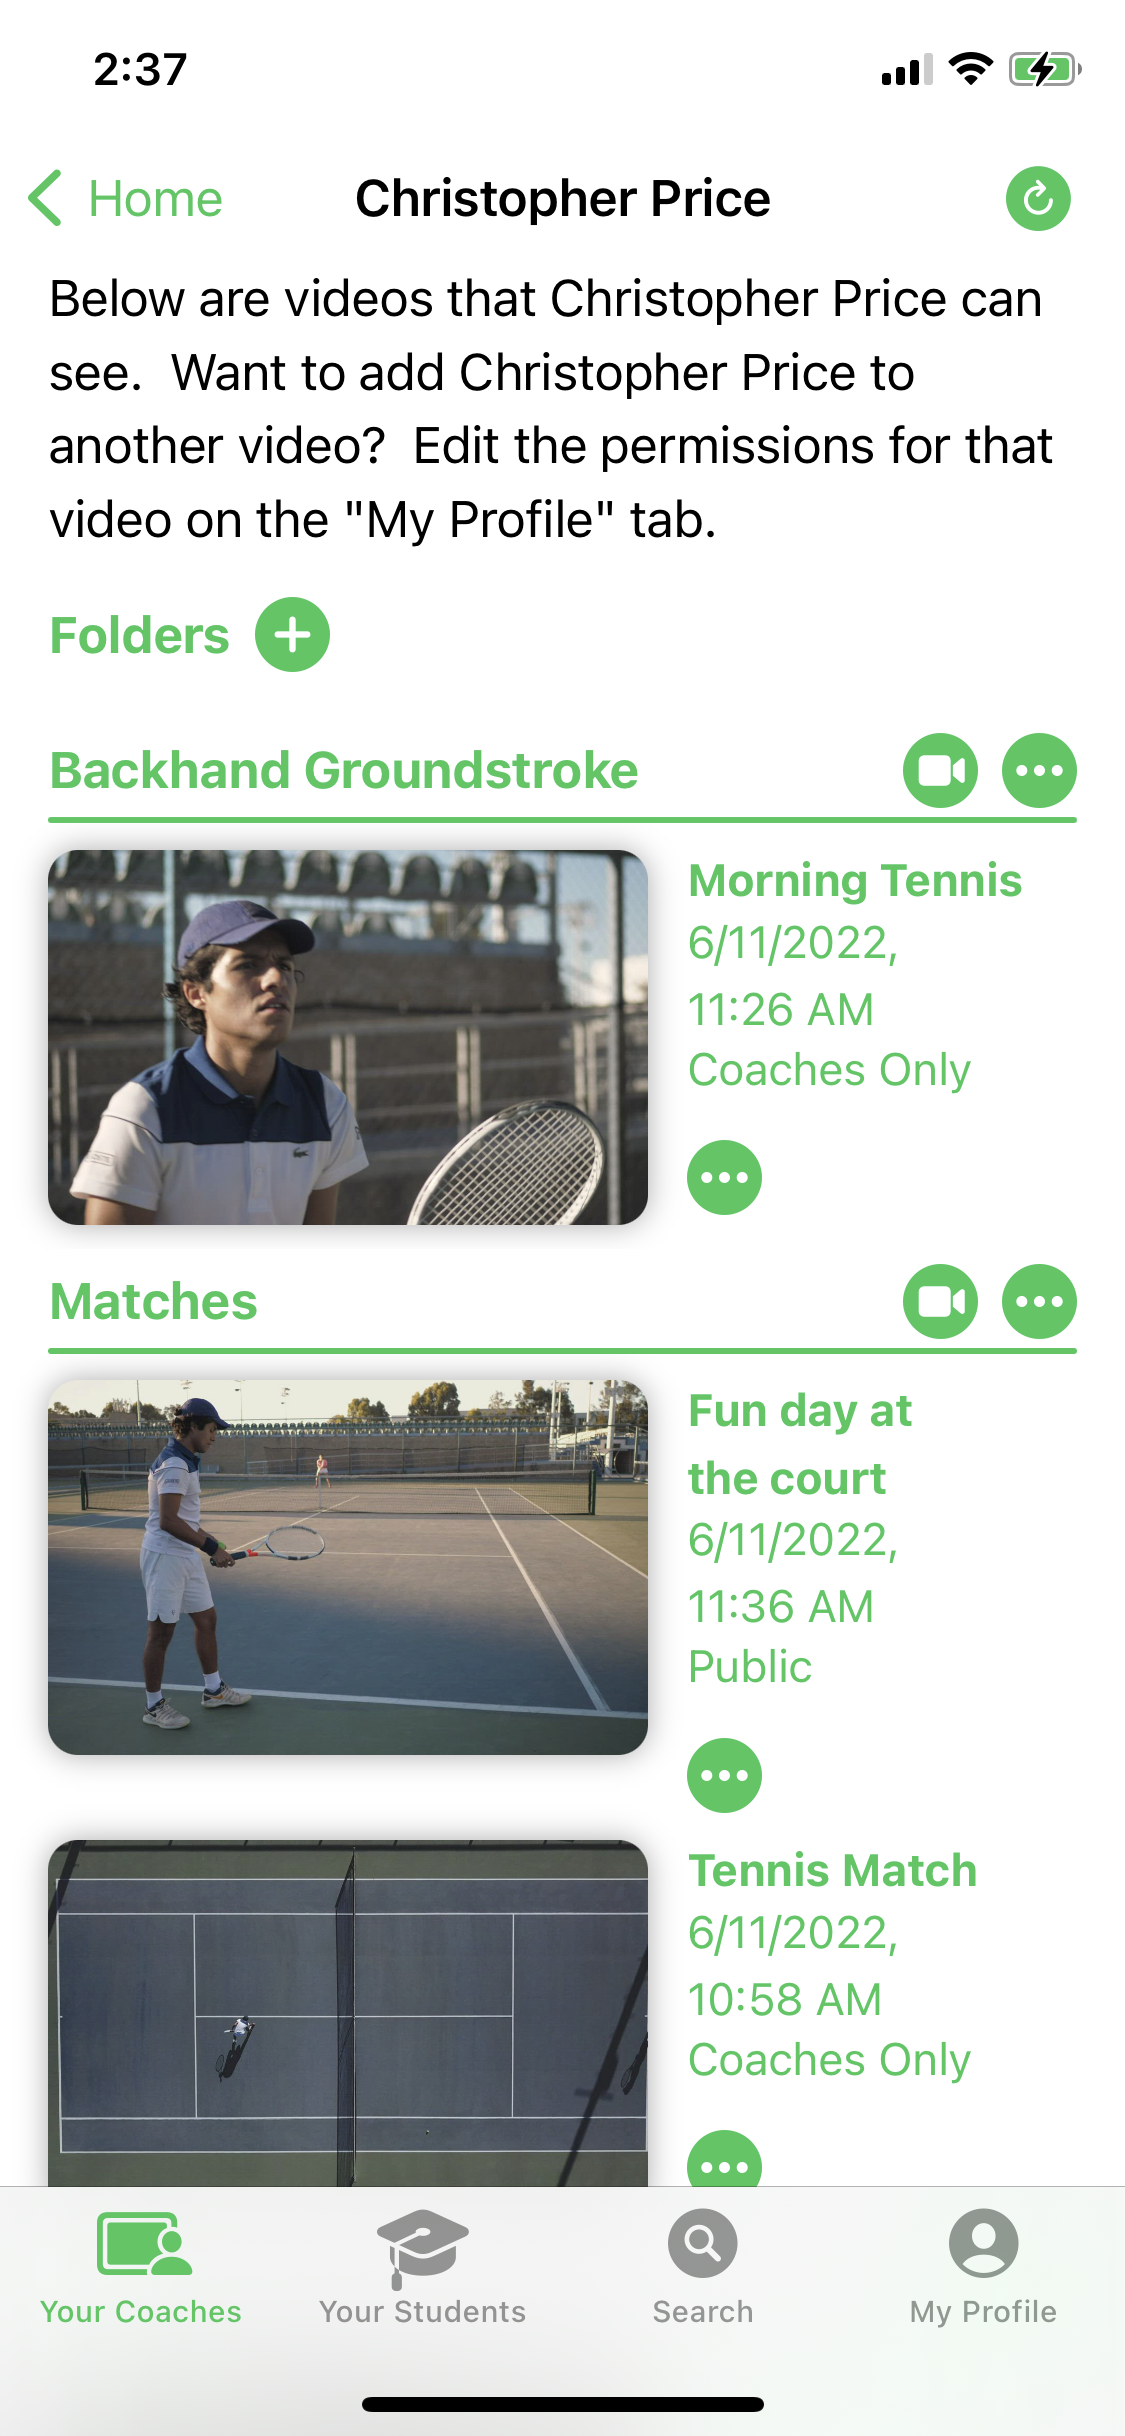 2:37
Home
Christopher Price
Below are videos that Christopher Price can
see.  Want to add Christopher Price to
another video?  Edit the permissions for that
video on the "My Profile" tab.
Folders
Backhand Groundstroke
Morning Tennis
6/11/2022,
11:26 AM
Coaches Only
Matches
Fun day at
the court
6/11/2022,
11:36 AM
Public
Tennis Match
6/11/2022,
10:58 AM
Coaches Only
Your Coaches
Your Students
Search
My Profile